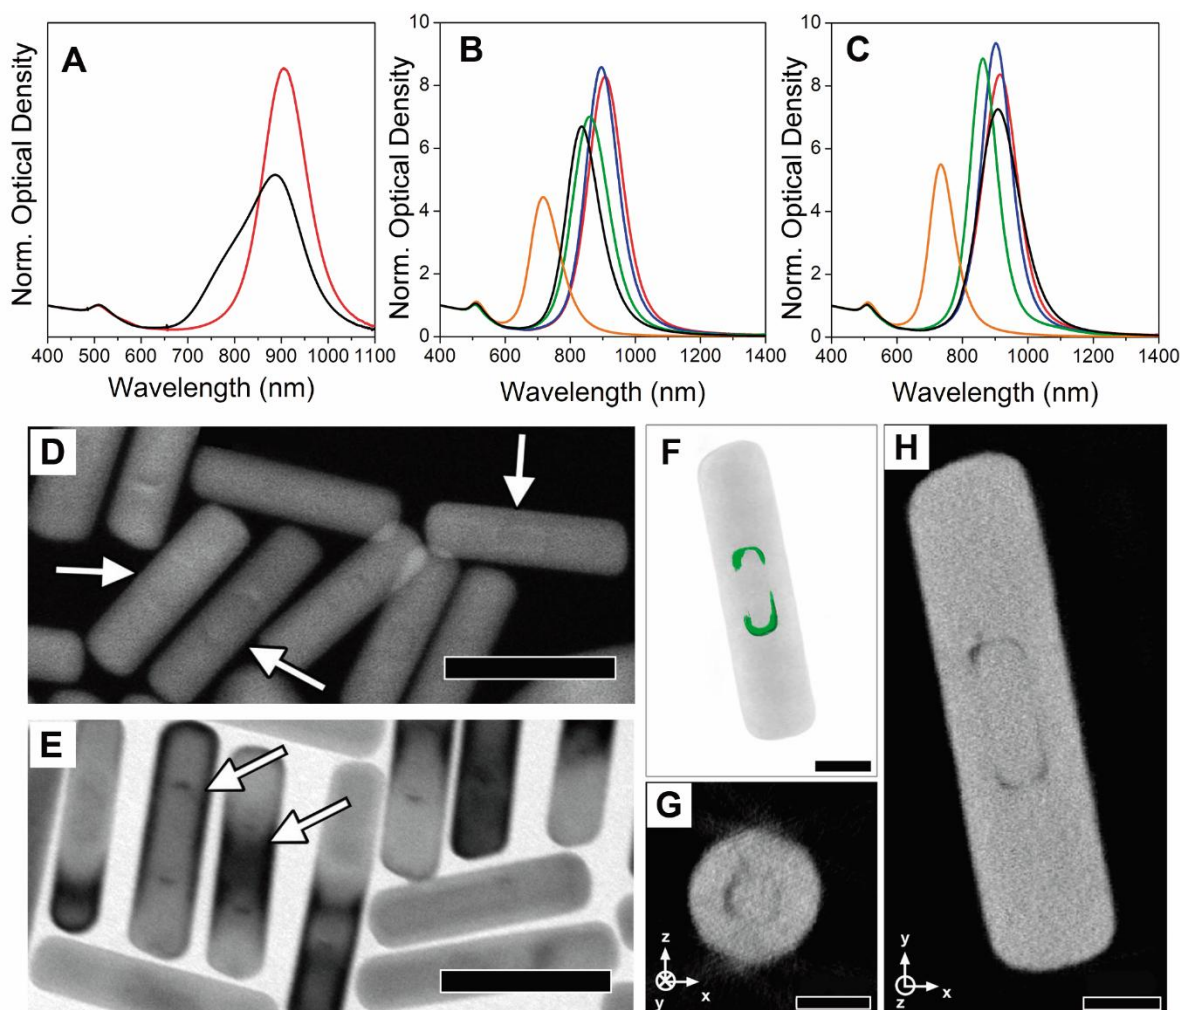 A
Norm. Optical Density
400 500 600 700 800 900 1000 1100
Wavelength (nm)
B
Norm. Optical Density
10
8
6
4
2
0
400 600 800 1000 1200 1400
Wavelength (nm)
C
Norm. Optical Density
10
8
6
4
2
0
400 600 800 1000 1200 1400
Wavelength (nm)
D
E
F
G
z
y x
H
y
z x